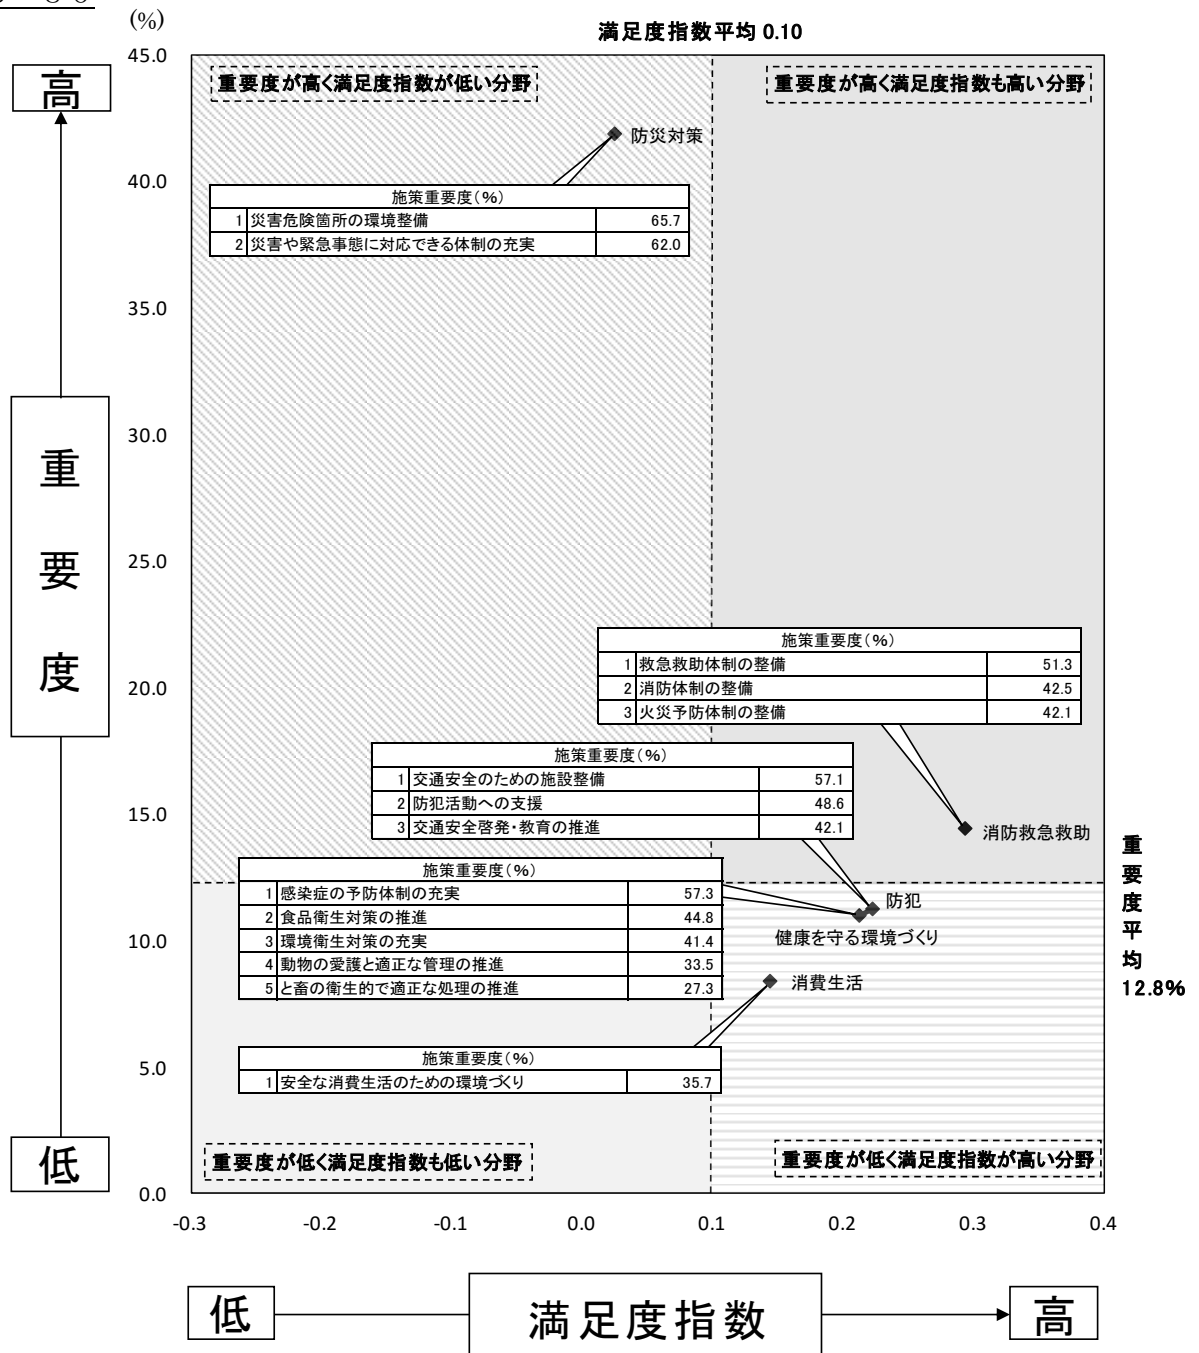 (%)
満足度指数平均 0.10
45.0
高
重要度が高く満足度指数が低い分野
重要度が高く満足度指数も高い分野
防災対策
40.0
施策重要度(%)
1 災害危険箇所の環境整備 65.7
2 災害や緊急事態に対応できる体制の充実 62.0
35.0
30.0
重要度
25.0
20.0
施策重要度(%)
1 救急救助体制の整備 51.3
2 消防体制の整備 42.5
3 火災予防体制の整備 42.1
施策重要度(%)
1 交通安全のための施設整備 57.1
2 防犯活動への支援 48.6
3 交通安全啓発・教育の推進 42.1
15.0
消防救急救助
重要度平均
12.8%
施策重要度(%)
1 感染症の予防体制の充実 57.3
2 食品衛生対策の推進 44.8
3 環境衛生対策の充実 41.4
4 動物の愛護と適正な管理の推進 33.5
5 と畜の衛生的で適正な処理の推進 27.3
防犯
健康を守る環境づくり
10.0
消費生活
5.0
施策重要度(%)
1 安全な消費生活のための環境づくり 35.7
低
重要度が低く満足度指数も低い分野
重要度が低く満足度指数が高い分野
0.0
-0.3 -0.2 -0.1 0.0 0.1 0.2 0.3 0.4
低 満足度指数 高